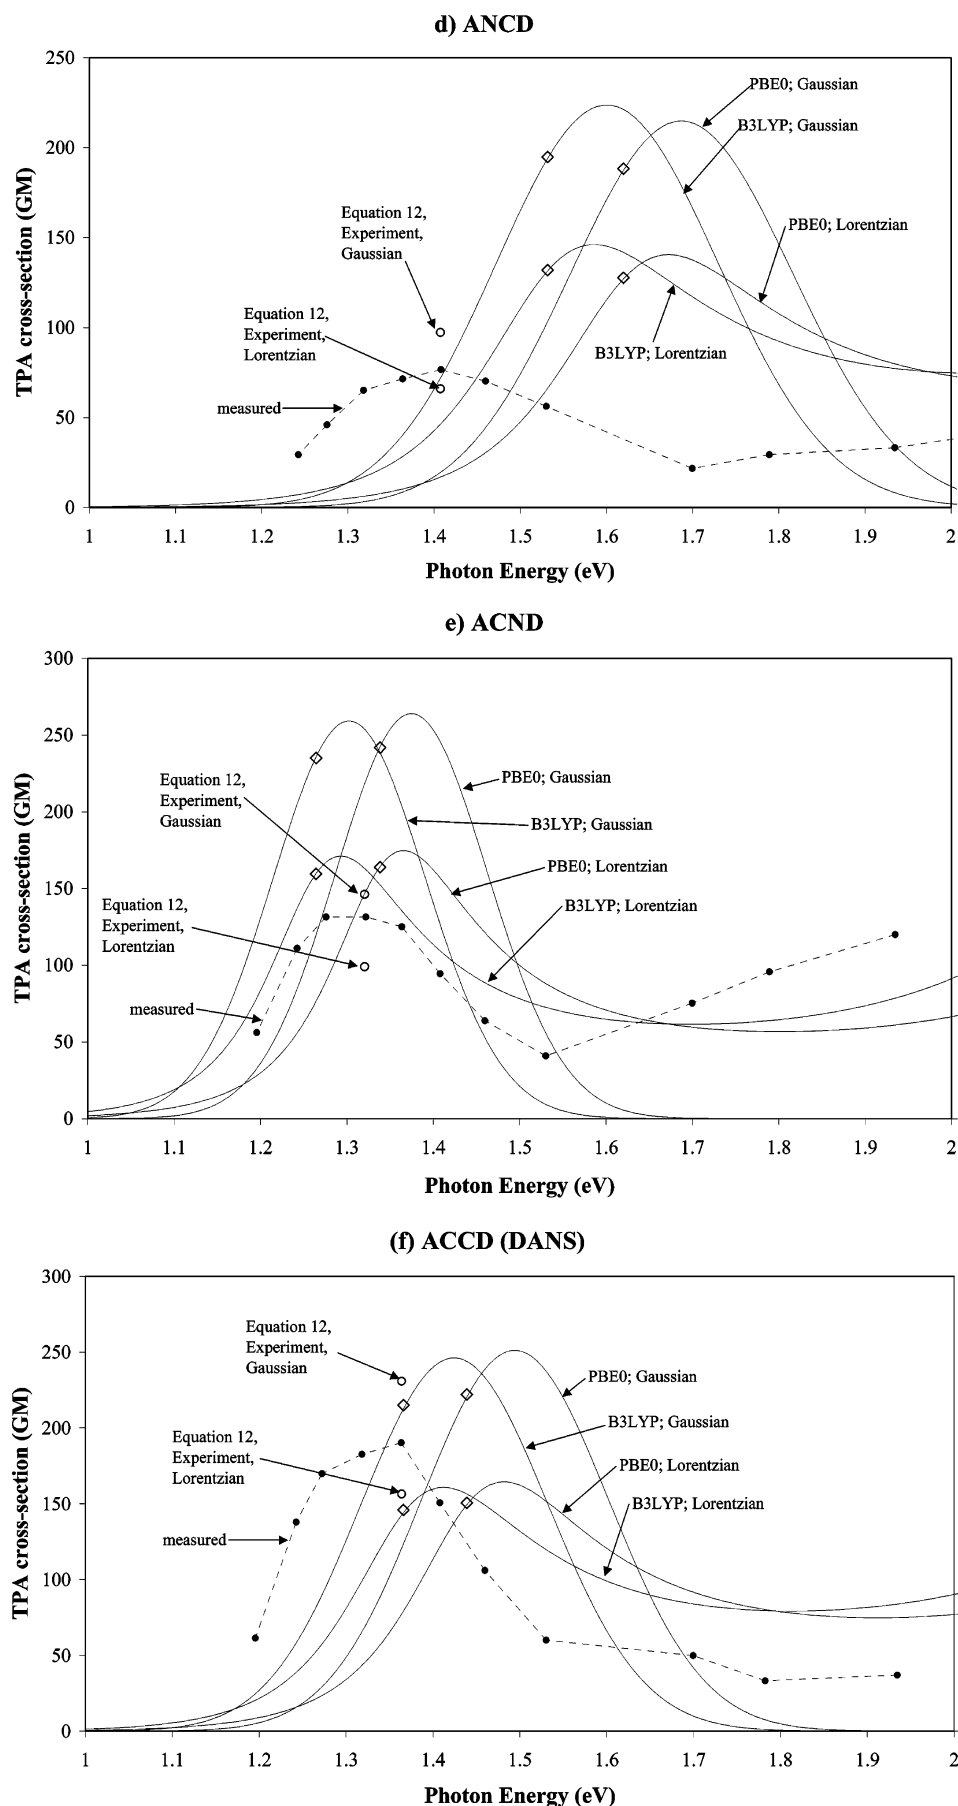 d) ANCD
250
200
150
100
50
0
TPA cross-section (GM)
PBE0; Gaussian
B3LYP; Gaussian
Equation 12,
Experiment,
Gaussian
PBE0; Lorentzian
Equation 12,
Experiment,
Lorentzian
B3LYP; Lorentzian
measured
1 1.1 1.2 1.3 1.4 1.5 1.6 1.7 1.8 1.9 2
Photon Energy (eV)
e) ACND
300
250
200
150
100
50
0
TPA cross-section (GM)
Equation 12,
Experiment,
Gaussian
PBE0; Gaussian
B3LYP; Gaussian
PBE0; Lorentzian
Equation 12,
Experiment,
Lorentzian
B3LYP; Lorentzian
measured
1 1.1 1.2 1.3 1.4 1.5 1.6 1.7 1.8 1.9 2
Photon Energy (eV)
(f) ACCD (DANS)
300
250
200
150
100
50
0
TPA cross-section (GM)
Equation 12,
Experiment,
Gaussian
PBE0; Gaussian
B3LYP; Gaussian
Equation 12,
Experiment,
Lorentzian
PBE0; Lorentzian
B3LYP; Lorentzian
measured
1 1.1 1.2 1.3 1.4 1.5 1.6 1.7 1.8 1.9 2
Photon Energy (eV)